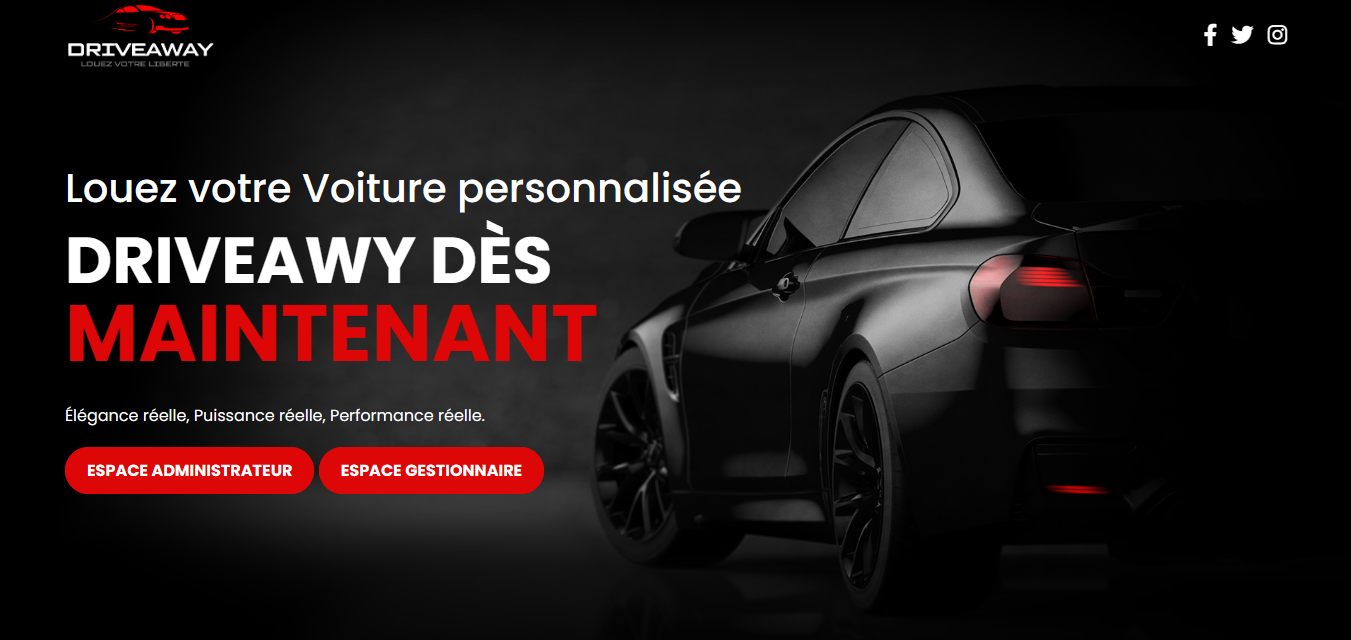 DRIVEAWAY
LOUEZ VOTRE LIBERTE
Louez votre Voiture personnalisée
DRIVEAWY DÈS
MAINTENANT
Élégance réelle, Puissance réelle, Performance réelle.
ESPACE ADMINISTRATEUR
ESPACE GESTIONNAIRE